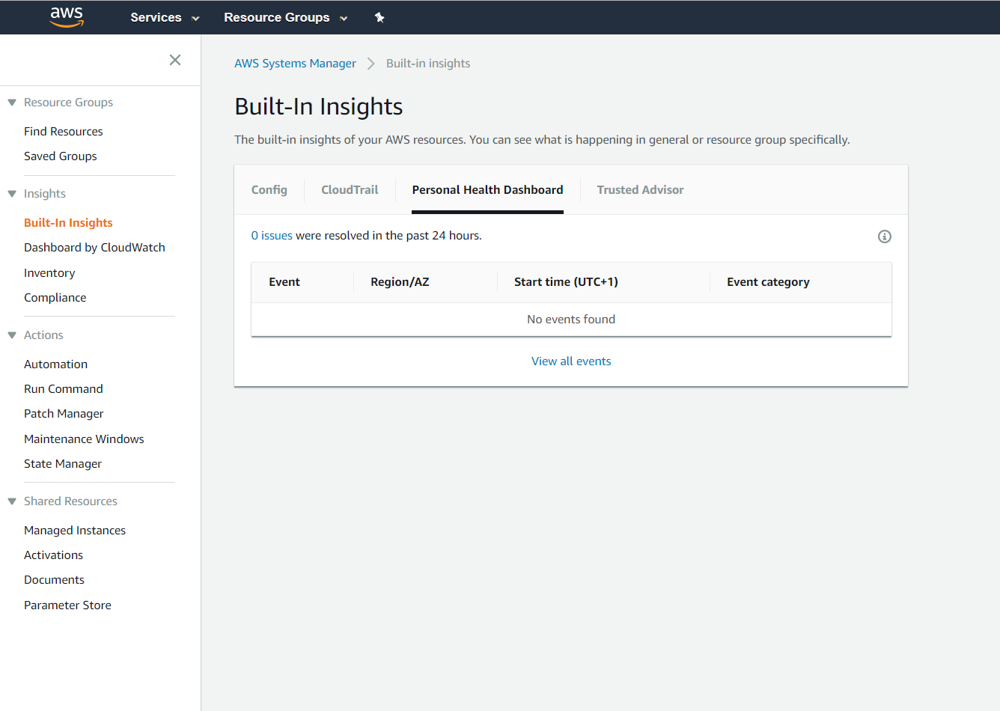 aws Services Resource Groups
AWS Systems Manager Built-in insights
Resource Groups
Find Resources
Saved Groups
Insights
Built-In Insights
Dashboard by CloudWatch
Inventory
Compliance
Actions
Automation
Run Command
Patch Manager
Maintenance Windows
State Manager
Shared Resources
Managed Instances
Activations
Documents
Parameter Store
Built-In Insights
The built-in insights of your AWS resources. You can see what is happening in general or resource group specifically.
Config CloudTrail Personal Health Dashboard Trusted Advisor
0 issues were resolved in the past 24 hours.
Event Region/AZ Start time (UTC+1) Event category
No events found
View all events